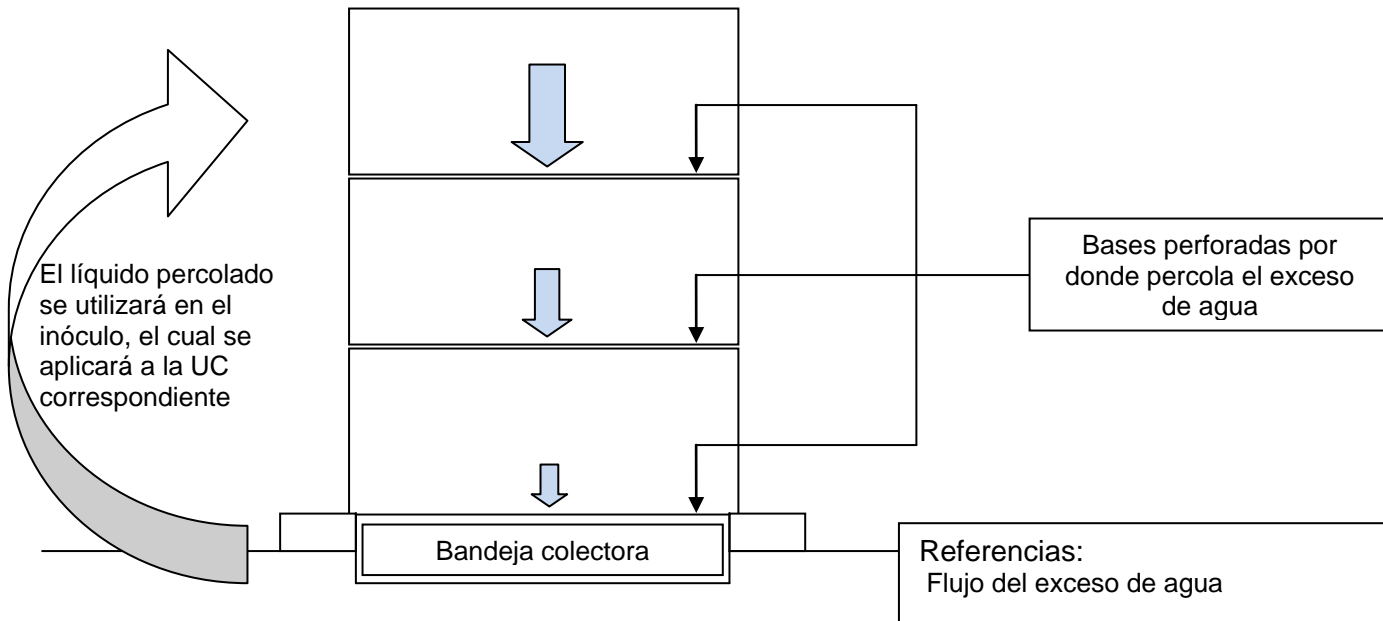 El líquido percolado
se utilizará en el
inóculo, el cual se
aplicará a la UC
correspondiente
Bases perforadas por
donde percola el exceso
de agua
Bandeja colectora
Referencias:
Flujo del exceso de agua